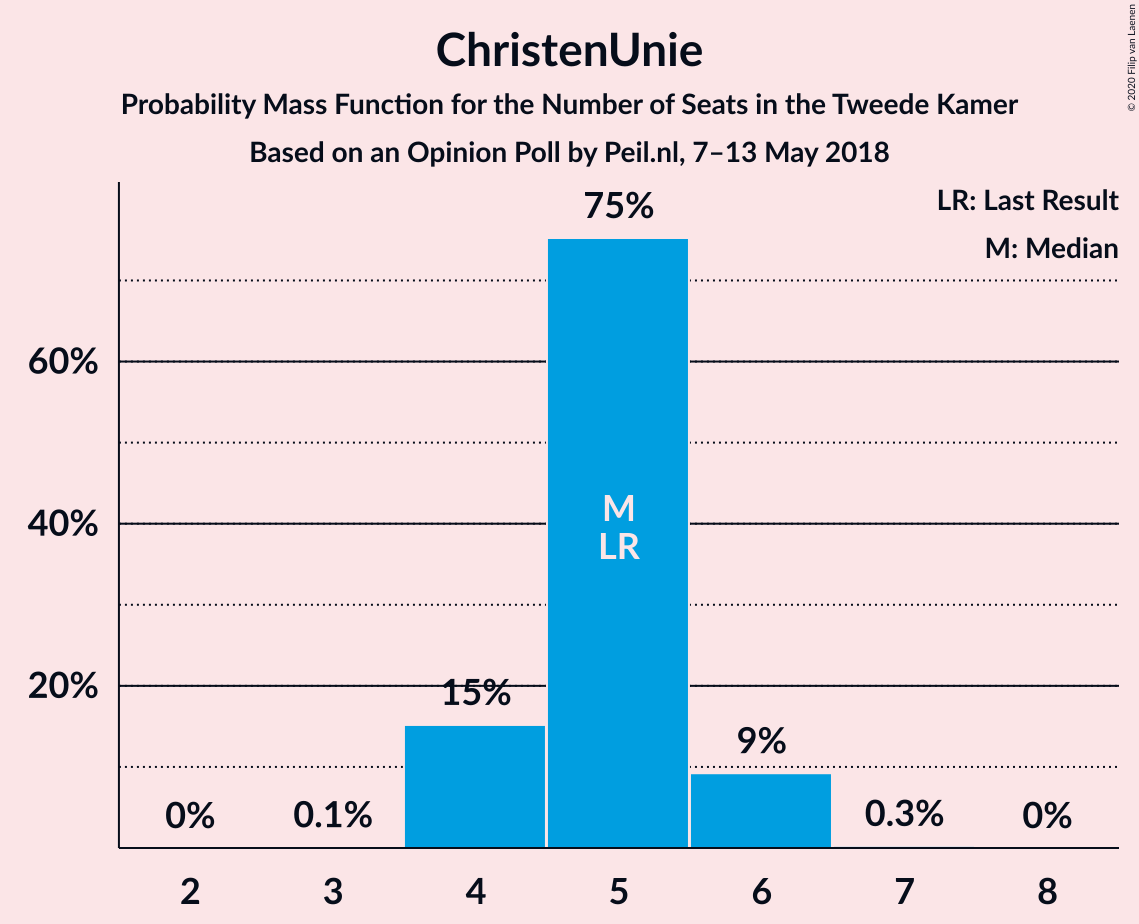 ChristenUnie
Probability Mass Function for the Number of Seats in the Tweede Kamer
Based on an Opinion Poll by Peil.nl, 7–13 May 2018
© 2020 Filip van Laenen
LR: Last Result
M: Median
75%
60%
40%
20%
M
LR
15%
9%
0%
0.1%
0.3%
0%
2 3 4 5 6 7 8